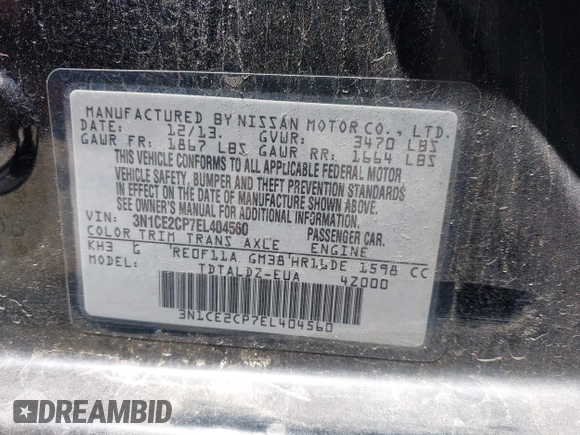 MANUFACTURED BY NISSAN MOTOR CO., LTD.
DATE: 12/13. GVWR: 3470 LBS
GAWR FR: 1867 LBS GAWR RR: 1664 LBS
THIS VEHICLE CONFORMS TO ALL APPLICABLE FEDERAL MOTOR
VEHICLE SAFETY, BUMPER AND THEFT PREVENTION STANDARDS
IN EFFECT ON THE DATE OF MANUFACTURE SHOWN ABOVE.
SEE OWNER'S MANUAL FOR ADDITIONAL INFORMATION.
VIN: 3N1CE2CP7EL404560 PASSENGER CAR.
COLOR TRIM TRANS AXLE ENGINE
KH3 G RE0F11A GM38 HR16DE 1598 CC
TDTALDZ-EUA 4Z000
3N1CE2CP7EL404560
DREAMBID